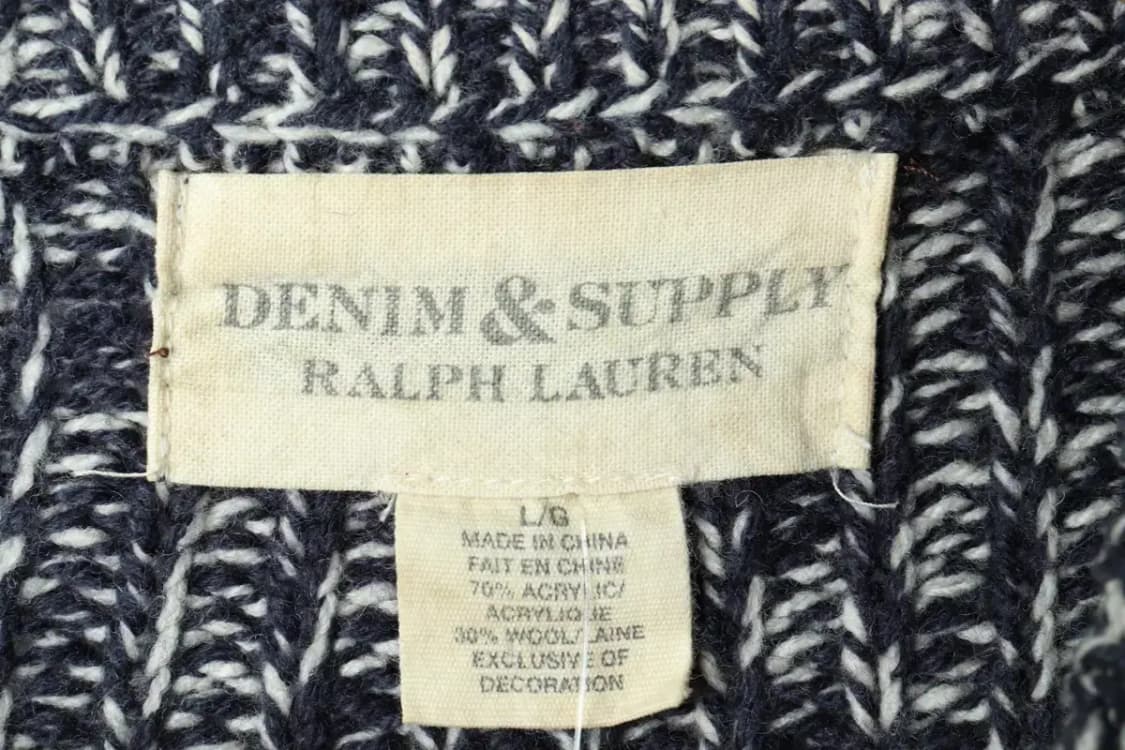 DENIM & SUPPLY
RALPH LAUREN
L/G
MADE IN CHINA
FAIT EN CHINE
70% ACRYLIC/
ACRYLIQUE
30% WOOL/LAINE
EXCLUSIVE OF
DECORATION